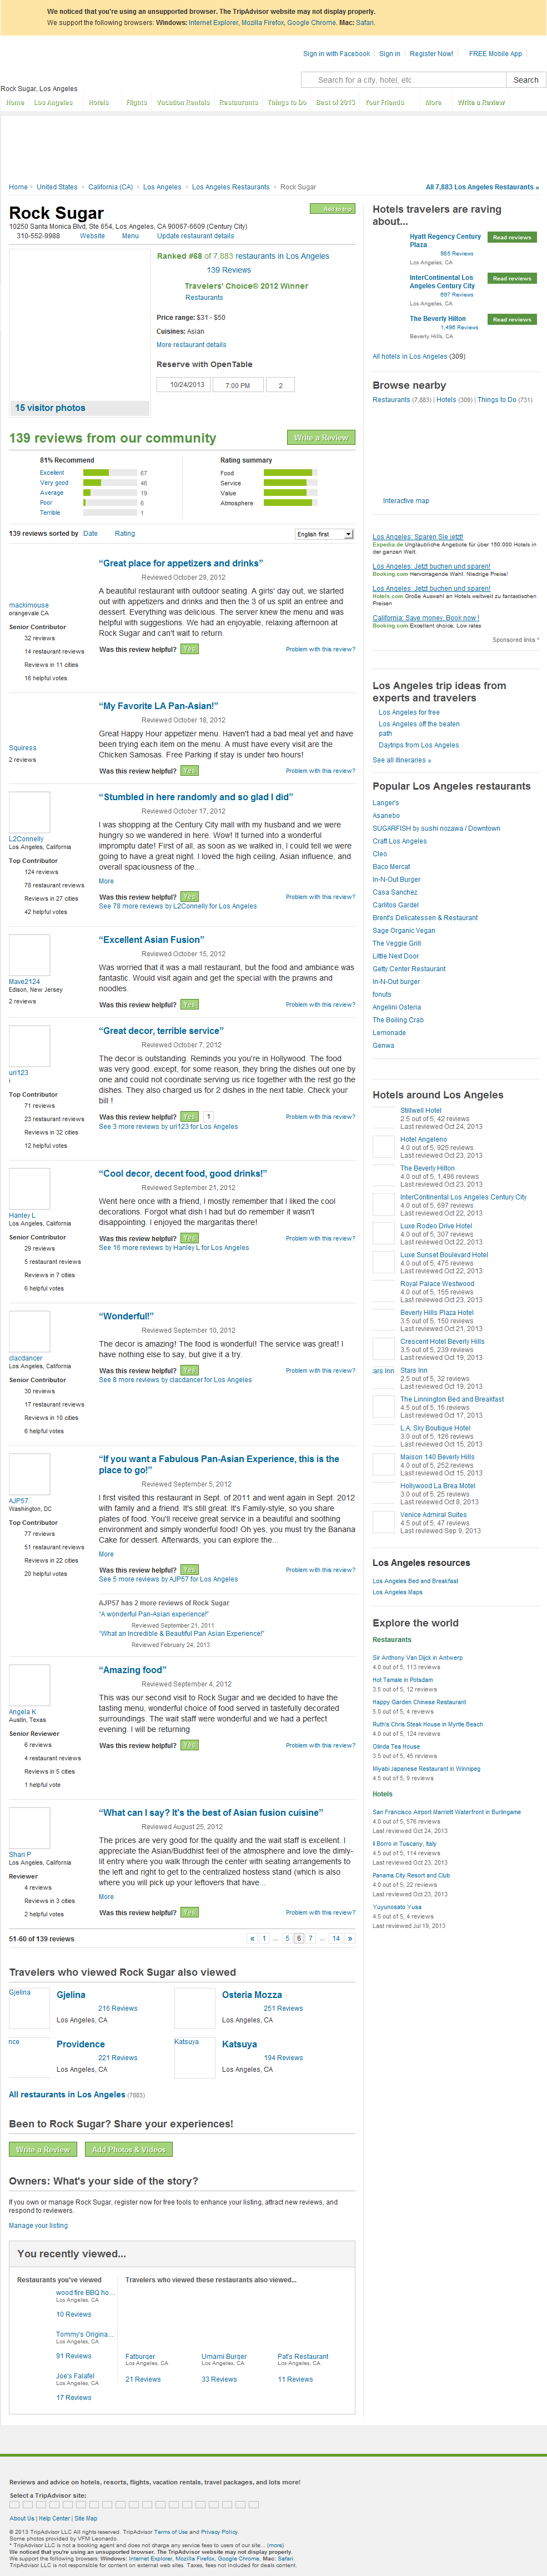 We noticed that you're using an unsupported browser. The TripAdvisor website may not display properly.
We support the following browsers: Windows: Internet Explorer, Mozilla Firefox, Google Chrome. Mac: Safari.
Sign in with Facebook Sign in Register Now! FREE Mobile App
Search for a city, hotel, etc. Search
Rock Sugar, Los Angeles
Home Los Angeles Hotels Flights Vacation Rentals Restaurants Things to Do Best of 2013 Your Friends More Write a Review
Home United States California (CA) Los Angeles Los Angeles Restaurants Rock Sugar
All 7,883 Los Angeles Restaurants »
Rock Sugar
Add to trip
10250 Santa Monica Blvd, Ste 654, Los Angeles, CA 90067-6609 (Century City)
310-552-9988 Website Menu Update restaurant details
Ranked #68 of 7,883 restaurants in Los Angeles
139 Reviews
Travelers' Choice® 2012 Winner
Restaurants
Price range: $31 - $50
Cuisines: Asian
More restaurant details
Reserve with OpenTable
10/24/2013 7:00 PM 2
15 visitor photos
139 reviews from our community
Write a Review
81% Recommend
Excellent 67
Very good 46
Average 19
Poor 6
Terrible 1
Rating summary
Food
Service
Value
Atmosphere
139 reviews sorted by Date Rating English first
mackimouse
orangevale CA
Senior Contributor
32 reviews
14 restaurant reviews
Reviews in 11 cities
16 helpful votes
“Great place for appetizers and drinks”
Reviewed October 29, 2012
A beautiful restaurant with outdoor seating. A girls' day out, we started
out with appetizers and drinks and then the 3 of us split an entree and
dessert. Everything was delicious. The server knew the menu and was
helpful with suggestions. We had an enjoyable, relaxing afternoon at
Rock Sugar and can't wait to return.
Was this review helpful? Yes Problem with this review?
Squiress
2 reviews
“My Favorite LA Pan-Asian!”
Reviewed October 18, 2012
Great Happy Hour appetizer menu. Haven't had a bad meal yet and have
been trying each item on the menu. A must have every visit are the
Chicken Samosas. Free Parking if stay is under two hours!
Was this review helpful? Yes Problem with this review?
L2Connelly
Los Angeles, California
Top Contributor
124 reviews
78 restaurant reviews
Reviews in 27 cities
42 helpful votes
“Stumbled in here randomly and so glad I did”
Reviewed October 17, 2012
I was shopping at the Century City mall with my husband and we were
hungry so we wandered in here. Wow! It turned into a wonderful
impromptu date! First of all, as soon as we walked in, I could tell we were
going to have a great night. I loved the high ceiling, Asian influence, and
overall spaciousness of the...
More
Was this review helpful? Yes Problem with this review?
See 78 more reviews by L2Connelly for Los Angeles
Mave2124
Edison, New Jersey
2 reviews
“Excellent Asian Fusion”
Reviewed October 15, 2012
Was worried that it was a mall restaurant, but the food and ambiance was
fantastic. Would visit again and get the special with the prawns and
noodles.
Was this review helpful? Yes Problem with this review?
uri123
i
Top Contributor
71 reviews
23 restaurant reviews
Reviews in 32 cities
12 helpful votes
“Great decor, terrible service”
Reviewed October 7, 2012
The decor is outstanding. Reminds you you're in Hollywood. The food
was very good..except, for some reason, they bring the dishes out one by
one and could not coordinate serving us rice together with the rest go the
dishes. They also charged us for 2 dishes in the next table. Check your
bill !
Was this review helpful? Yes 1 Problem with this review?
See 3 more reviews by uri123 for Los Angeles
Hanley L
Los Angeles, California
Senior Contributor
29 reviews
5 restaurant reviews
Reviews in 7 cities
6 helpful votes
“Cool decor, decent food, good drinks!”
Reviewed September 21, 2012
Went here once with a friend, I mostly remember that I liked the cool
decorations. Forgot what dish I had but do remember it wasn't
disappointing. I enjoyed the margaritas there!
Was this review helpful? Yes Problem with this review?
See 16 more reviews by Hanley L for Los Angeles
clacdancer
Los Angeles, California
Senior Contributor
30 reviews
17 restaurant reviews
Reviews in 10 cities
6 helpful votes
“Wonderful!”
Reviewed September 10, 2012
The decor is amazing! The food is wonderful! The service was great! I
have nothing else to say, but give it a try.
Was this review helpful? Yes Problem with this review?
See 8 more reviews by clacdancer for Los Angeles
AJP57
Washington, DC
Top Contributor
77 reviews
51 restaurant reviews
Reviews in 22 cities
20 helpful votes
“If you want a Fabulous Pan-Asian Experience, this is the
place to go!”
Reviewed September 5, 2012
I first visited this restaurant in Sept. of 2011 and went again in Sept. 2012
with family and a friend. It's still great. It's Family-style, so you share
plates of food. You'll receive great service in a beautiful and soothing
environment and simply wonderful food! Oh yes, you must try the Banana
Cake for dessert. Afterwards, you can explore the...
More
Was this review helpful? Yes Problem with this review?
See 5 more reviews by AJP57 for Los Angeles
AJP57 has 2 more reviews of Rock Sugar
“A wonderful Pan-Asian experience!”
Reviewed September 21, 2011
“What an Incredible & Beautiful Pan Asian Experience!”
Reviewed February 24, 2013
Angela K
Austin, Texas
Senior Reviewer
6 reviews
4 restaurant reviews
Reviews in 5 cities
1 helpful vote
“Amazing food”
Reviewed September 4, 2012
This was our second visit to Rock Sugar and we decided to have the
tasting menu, wonderful choice of food served in tastefully decorated
surroundings. The wait staff were wonderful and we had a perfect
evening. I will be returning
Was this review helpful? Yes Problem with this review?
Shari P
Los Angeles, California
Reviewer
4 reviews
Reviews in 3 cities
2 helpful votes
“What can I say? It's the best of Asian fusion cuisine”
Reviewed August 25, 2012
The prices are very good for the quality and the wait staff is excellent. I
appreciate the Asian/Buddhist feel of the atmosphere and love the dimly-
lit entry where you walk through the center with seating arrangements to
the left and right to get to the centralized hostess stand (which is also
where you will pick up your leftovers that have...
More
Was this review helpful? Yes Problem with this review?
51-60 of 139 reviews « 1 ... 5 6 7 ... 14 »
Travelers who viewed Rock Sugar also viewed
Gjelina Gjelina
216 Reviews
Los Angeles, CA
Osteria Mozza
251 Reviews
Los Angeles, CA
nce Providence
221 Reviews
Los Angeles, CA
Katsuya Katsuya
194 Reviews
Los Angeles, CA
All restaurants in Los Angeles (7883)
Been to Rock Sugar? Share your experiences!
Write a Review Add Photos & Videos
Owners: What's your side of the story?
If you own or manage Rock Sugar, register now for free tools to enhance your listing, attract new reviews, and
respond to reviewers.
Manage your listing
You recently viewed...
Restaurants you've viewed
wood fire BBQ ho...
Los Angeles, CA
10 Reviews
Tommy's Origina...
Los Angeles, CA
91 Reviews
Joe's Falafel
Los Angeles, CA
17 Reviews
Travelers who viewed these restaurants also viewed...
Fatburger
Los Angeles, CA
21 Reviews
Umami Burger
Los Angeles, CA
33 Reviews
Pat's Restaurant
Los Angeles, CA
11 Reviews
Hotels travelers are raving
about...
Hyatt Regency Century
Plaza
Read reviews
985 Reviews
Los Angeles, CA
InterContinental Los
Angeles Century City
Read reviews
697 Reviews
Los Angeles, CA
The Beverly Hilton
Read reviews
1,496 Reviews
Beverly Hills, CA
All hotels in Los Angeles (309)
Browse nearby
Restaurants (7,883) | Hotels (309) | Things to Do (731)
Interactive map
Los Angeles, Sparen Sie jetzt!
Expedia.de Unglaubliche Angebote für über 150.000 Hotels in
der ganzen Welt.
Los Angeles: Jetzt buchen und sparen!
Booking.com Hervorragende Wahl. Niedrige Preise!
Los Angeles: Jetzt buchen und sparen!
Hotels.com Große Auswahl an Hotels weltweit zu fantastischen
Preisen
California: Save money, Book now !
Booking.com Excellent choice, Low rates
Sponsored links *
Los Angeles trip ideas from
experts and travelers
Los Angeles for free
Los Angeles off the beaten
path
Daytrips from Los Angeles
See all itineraries »
Popular Los Angeles restaurants
Langer's
Asanebo
SUGARFISH by sushi nozawa / Downtown
Craft Los Angeles
Cleo
Baco Mercat
In-N-Out Burger
Casa Sanchez
Carlitos Gardel
Brent's Delicatessen & Restaurant
Sage Organic Vegan
The Veggie Grill
Little Next Door
Getty Center Restaurant
In-N-Out burger
fonuts
Angelini Osteria
The Boiling Crab
Lemonade
Genwa
Hotels around Los Angeles
Stillwell Hotel
2.5 out of 5, 42 reviews
Last reviewed Oct 24, 2013
Hotel Angeleno
4.0 out of 5, 925 reviews
Last reviewed Oct 23, 2013
The Beverly Hilton
4.0 out of 5, 1,496 reviews
Last reviewed Oct 23, 2013
InterContinental Los Angeles Century City
4.0 out of 5, 697 reviews
Last reviewed Oct 22, 2013
Luxe Rodeo Drive Hotel
4.0 out of 5, 307 reviews
Last reviewed Oct 22, 2013
Luxe Sunset Boulevard Hotel
4.0 out of 5, 475 reviews
Last reviewed Oct 22, 2013
Royal Palace Westwood
4.0 out of 5, 155 reviews
Last reviewed Oct 23, 2013
Beverly Hills Plaza Hotel
3.5 out of 5, 150 reviews
Last reviewed Oct 21, 2013
Crescent Hotel Beverly Hills
3.5 out of 5, 239 reviews
Last reviewed Oct 19, 2013
ars Inn Stars Inn
2.5 out of 5, 32 reviews
Last reviewed Oct 19, 2013
The Linnington Bed and Breakfast
4.5 out of 5, 16 reviews
Last reviewed Oct 17, 2013
L.A. Sky Boutique Hotel
3.0 out of 5, 126 reviews
Last reviewed Oct 15, 2013
Maison 140 Beverly Hills
4.0 out of 5, 252 reviews
Last reviewed Oct 15, 2013
Hollywood La Brea Motel
3.0 out of 5, 25 reviews
Last reviewed Oct 8, 2013
Venice Admiral Suites
4.5 out of 5, 47 reviews
Last reviewed Sep 9, 2013
Los Angeles resources
Los Angeles Bed and Breakfast
Los Angeles Maps
Explore the world
Restaurants
Sir Anthony Van Dijck in Antwerp
4.0 out of 5, 113 reviews
Hot Tamale in Potsdam
3.5 out of 5, 12 reviews
Happy Garden Chinese Restaurant
5.0 out of 5, 4 reviews
Ruth's Chris Steak House in Myrtle Beach
4.0 out of 5, 124 reviews
Olinda Tea House
3.5 out of 5, 45 reviews
Miyabi Japanese Restaurant in Winnipeg
4.5 out of 5, 9 reviews
Hotels
San Francisco Airport Marriott Waterfront in Burlingame
4.0 out of 5, 576 reviews
Last reviewed Oct 24, 2013
Il Borro in Tuscany, Italy
4.5 out of 5, 114 reviews
Last reviewed Oct 23, 2013
Panama City Resort and Club
4.0 out of 5, 22 reviews
Last reviewed Oct 23, 2013
Yuyunosato Yusa
4.5 out of 5, 4 reviews
Last reviewed Jul 19, 2013
Reviews and advice on hotels, resorts, flights, vacation rentals, travel packages, and lots more!
Select a TripAdvisor site:
About Us | Help Center | Site Map
© 2013 TripAdvisor LLC All rights reserved. TripAdvisor Terms of Use and Privacy Policy.
Some photos provided by VFM Leonardo.
* TripAdvisor LLC is not a booking agent and does not charge any service fees to users of our site... (more)
We noticed that you're using an unsupported browser. The TripAdvisor website may not display properly.
We support the following browsers: Windows: Internet Explorer, Mozilla Firefox, Google Chrome. Mac: Safari.
TripAdvisor LLC is not responsible for content on external web sites. Taxes, fees not included for deals content.